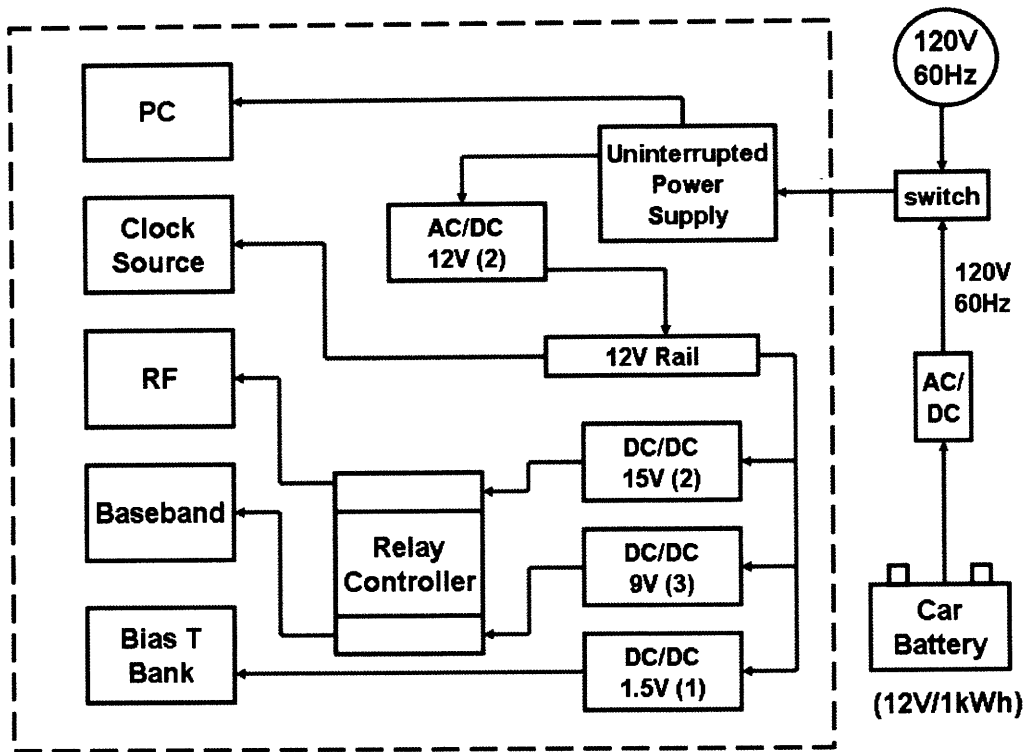 120V
60Hz
PC
Uninterrupted
Power
Supply
switch
Clock
Source
AC/DC
12V (2)
120V
60Hz
RF
12V Rail
AC/
DC
DC/DC
15V (2)
Baseband
Relay
Controller
DC/DC
9V (3)
Car
Battery
Bias T
Bank
DC/DC
1.5V (1)
(12V/1kWh)